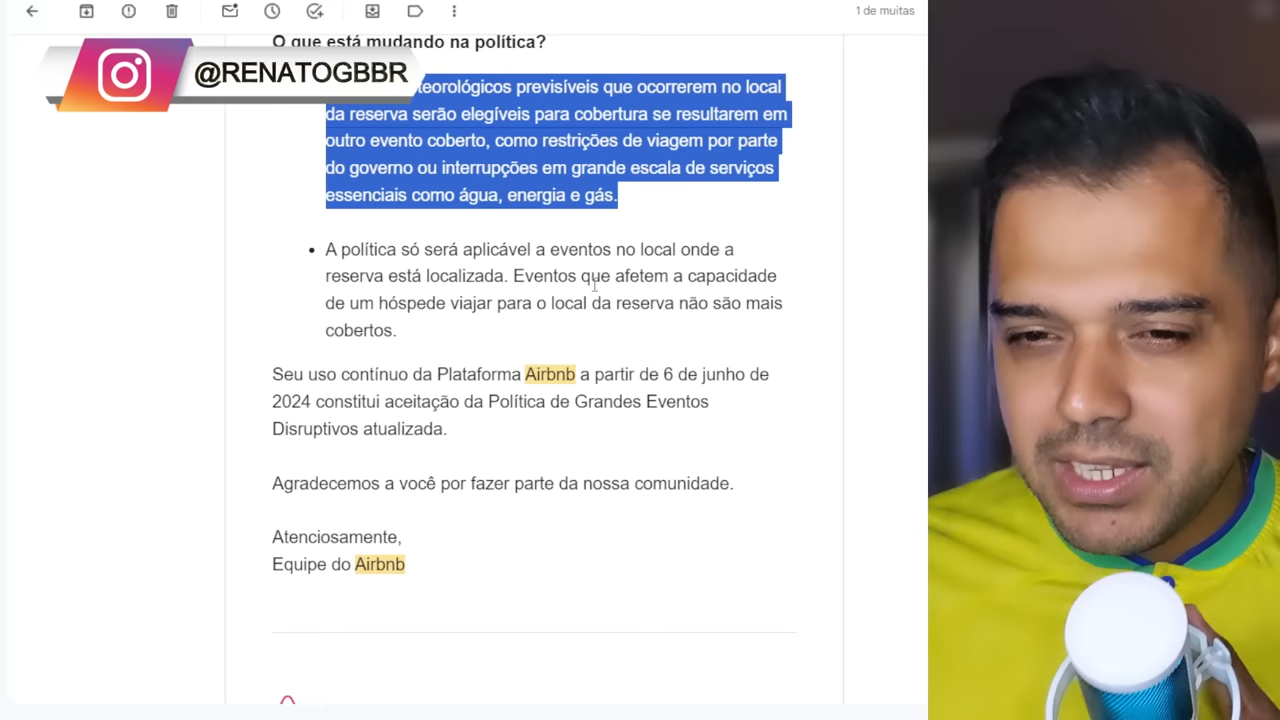 1 de muitas
O que está mudando na política?
@RENATOGBBR
teorológicos previsíveis que ocorrerem no local
da reserva serão elegíveis para cobertura se resultarem em
outro evento coberto, como restrições de viagem por parte
do governo ou interrupções em grande escala de serviços
essenciais como água, energia e gás.
• A política só será aplicável a eventos no local onde a
reserva está localizada. Eventos que afetem a capacidade
de um hóspede viajar para o local da reserva não são mais
cobertos.
Seu uso contínuo da Plataforma Airbnb a partir de 6 de junho de
2024 constitui aceitação da Política de Grandes Eventos
Disruptivos atualizada.
Agradecemos a você por fazer parte da nossa comunidade.
Atenciosamente,
Equipe do Airbnb